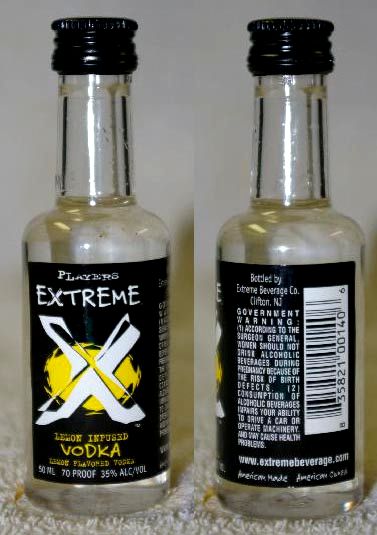 PLAYERS
EXTREME
X
TM
LEMON INFUSED
VODKA
LEMON FLAVORED VODKA
50 ML 70 PROOF 35% ALC/VOL
Bottled by
Extreme Beverage Co.
Clifton, NJ
GOVERNMENT
WARNING:
(1) ACCORDING TO THE
SURGEON GENERAL,
WOMEN SHOULD NOT
DRINK ALCOHOLIC
BEVERAGES DURING
PREGNANCY BECAUSE OF
THE RISK OF BIRTH
DEFECTS. (2)
CONSUMPTION OF
ALCOHOLIC BEVERAGES
IMPAIRS YOUR ABILITY
TO DRIVE A CAR OR
OPERATE MACHINERY,
AND MAY CAUSE HEALTH
PROBLEMS.
8 35821 00140 6
www.extremebeverage.com
American Made American Owned